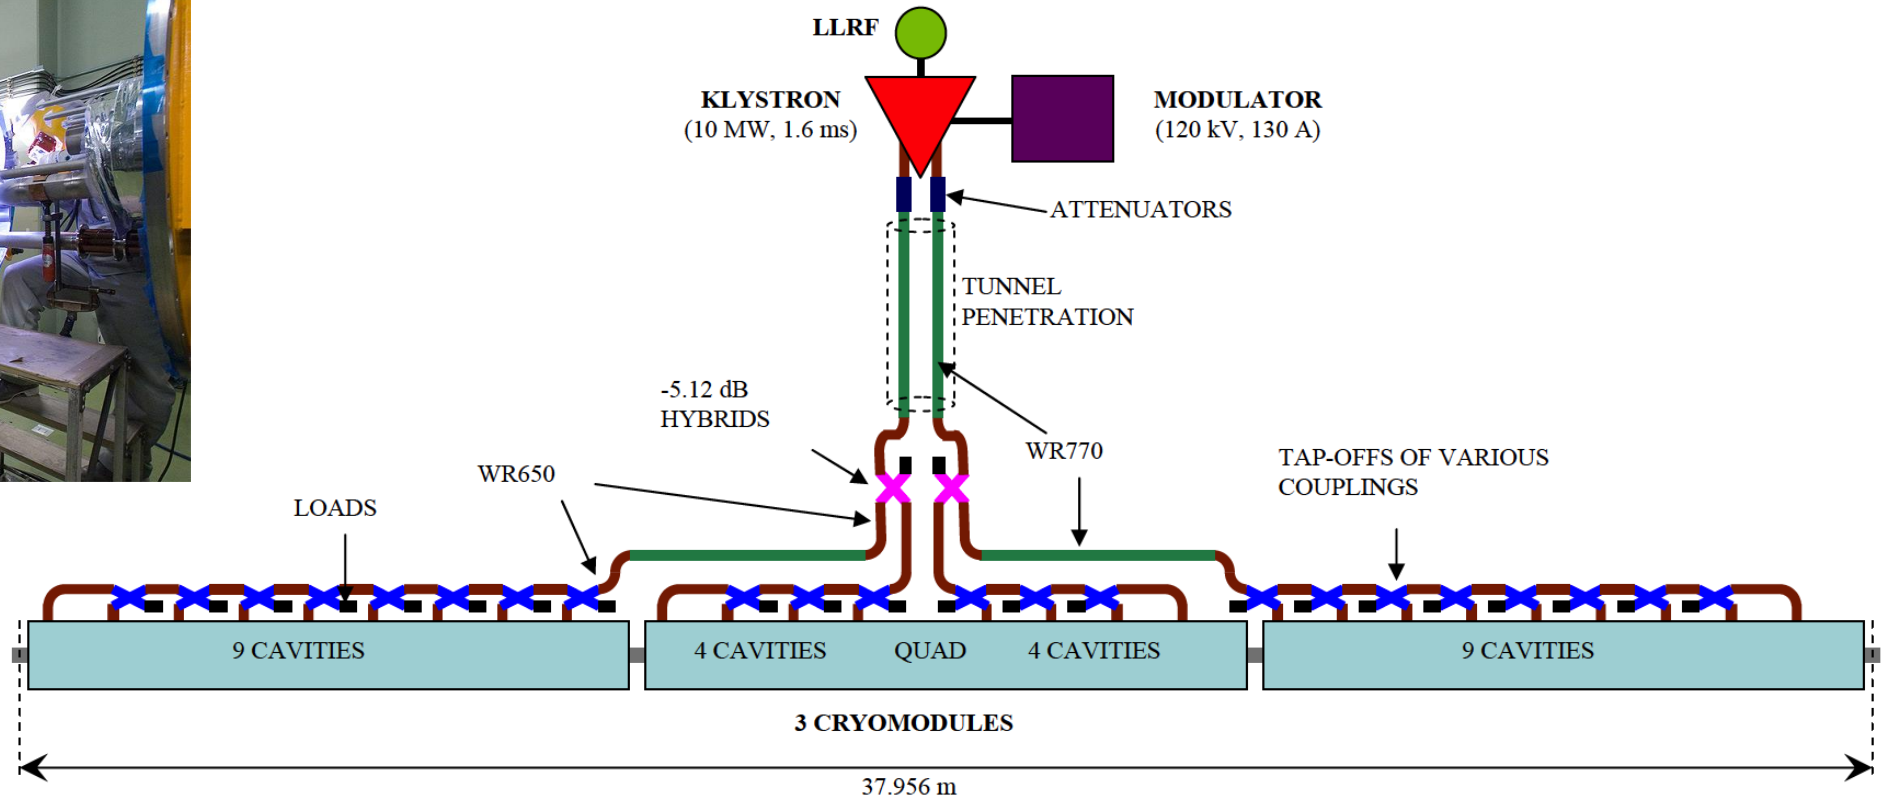 LLRF
KLYSTRON
(10 MW, 1.6 ms)
MODULATOR
(120 kV, 130 A)
ATTENUATORS
TUNNEL
PENETRATION
-5.12 dB
HYBRIDS
WR770
TAP-OFFS OF VARIOUS
COUPLINGS
WR650
LOADS
9 CAVITIES
4 CAVITIES
QUAD
4 CAVITIES
9 CAVITIES
3 CRYOMODULES
37.956 m